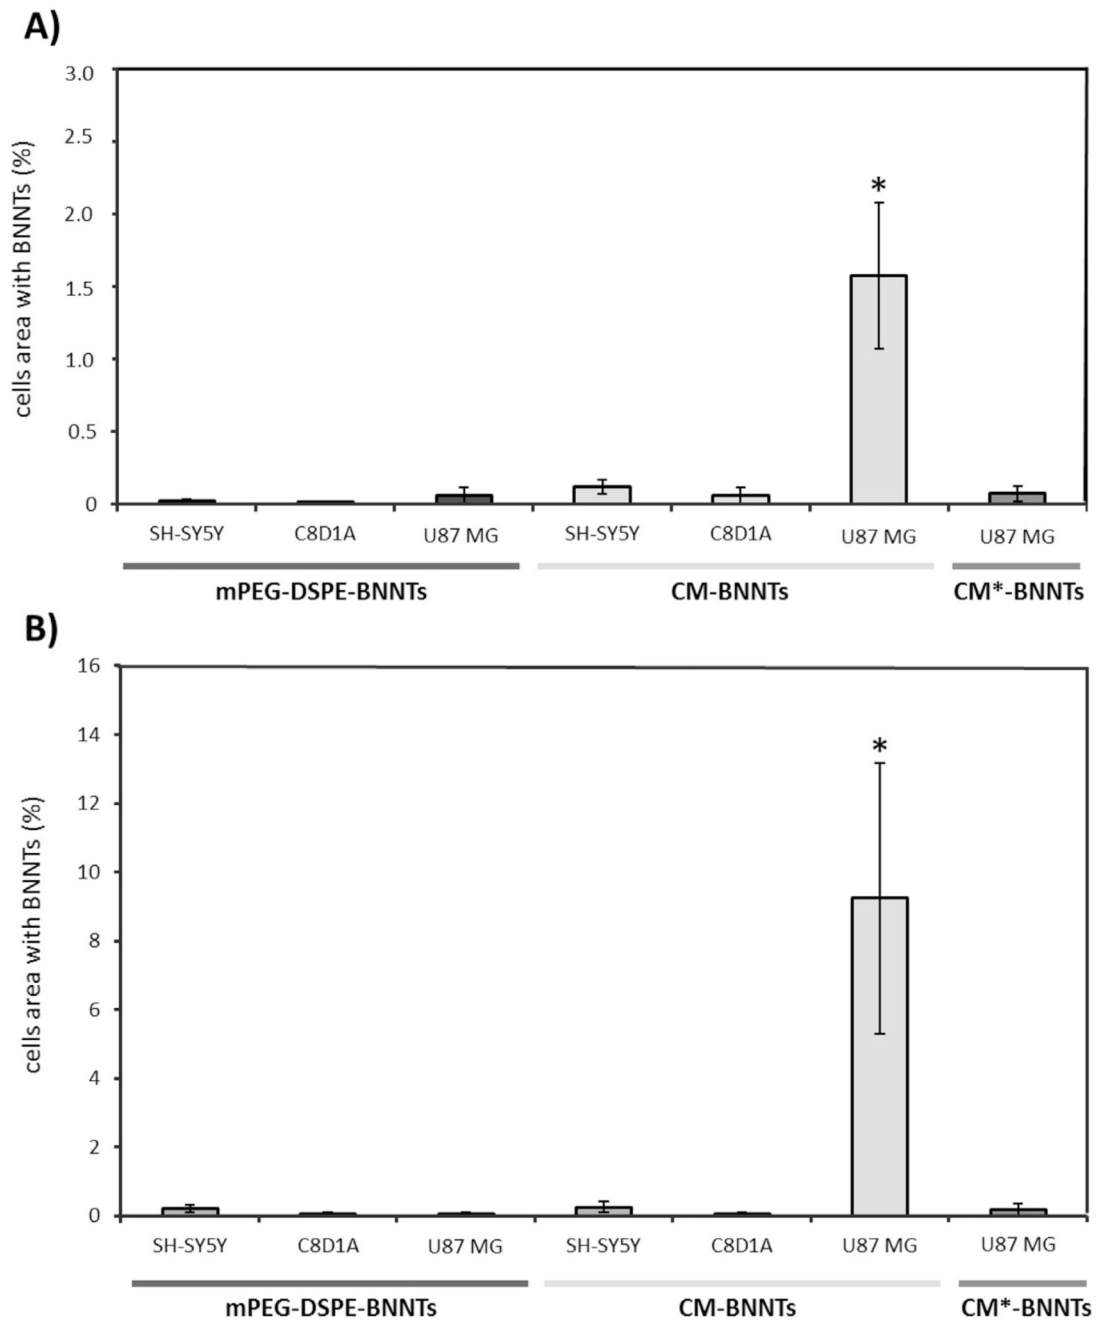 A)
cells area with BNNTs (%)
3.0
2.5
2.0
1.5
1.0
0.5
0
*
SH-SY5Y C8D1A U87 MG SH-SY5Y C8D1A U87 MG U87 MG
mPEG-DSPE-BNNTs CM-BNNTs CM*-BNNTs
B)
cells area with BNNTs (%)
16
14
12
10
8
6
4
2
0
*
SH-SY5Y C8D1A U87 MG SH-SY5Y C8D1A U87 MG U87 MG
mPEG-DSPE-BNNTs CM-BNNTs CM*-BNNTs